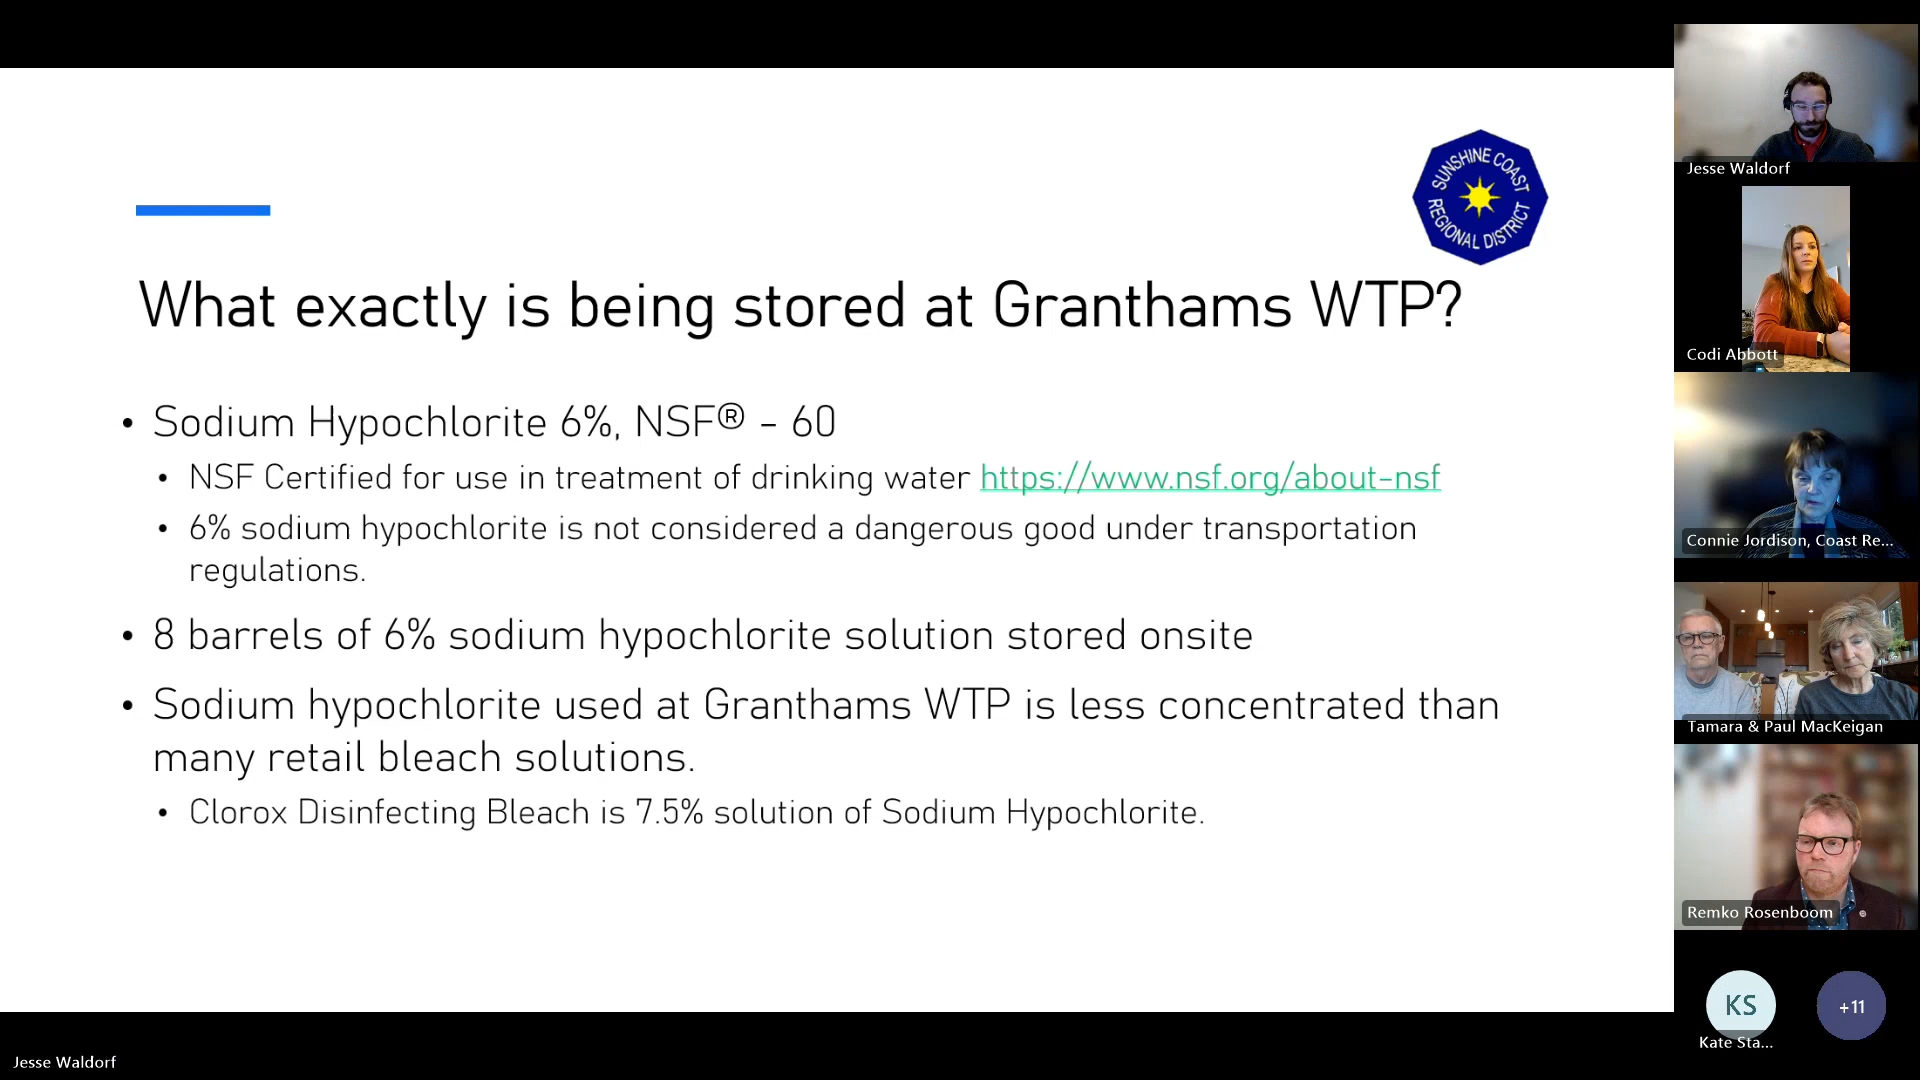 SUNSHINE COAST
REGIONAL DISTRICT
What exactly is being stored at Granthams WTP?
• Sodium Hypochlorite 6%, NSF® – 60
• NSF Certified for use in treatment of drinking water https://www.nsf.org/about-nsf
• 6% sodium hypochlorite is not considered a dangerous good under transportation
regulations.
• 8 barrels of 6% sodium hypochlorite solution stored onsite
• Sodium hypochlorite used at Granthams WTP is less concentrated than
many retail bleach solutions.
• Clorox Disinfecting Bleach is 7.5% solution of Sodium Hypochlorite.
Jesse Waldorf
Codi Abbott
Connie Jordison, Coast Re...
Tamara & Paul MacKeigan
Remko Rosenboom
KS
+11
Kate Sta...
Jesse Waldorf